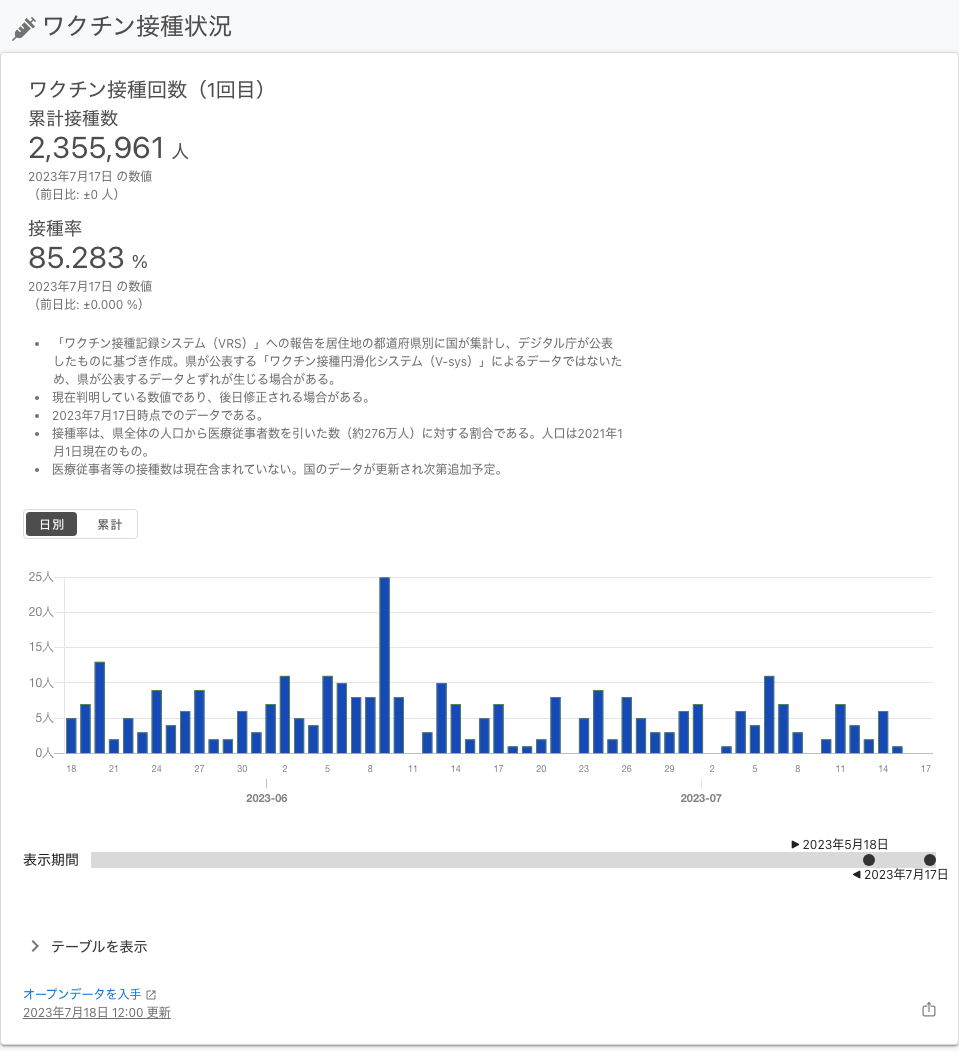 ワクチン接種状況
ワクチン接種回数（1回目）
累計接種数
2,355,961 人
2023年7月17日 の数値
（前日比: ±0 人）
接種率
85.283 %
2023年7月17日 の数値
（前日比: ±0.000 %）
• 「ワクチン接種記録システム（VRS）」への報告を居住地の都道府県別に国が集計し、デジタル庁が公表
したものに基づき作成。県が公表する「ワクチン接種円滑化システム（V-sys）」によるデータではないた
め、県が公表するデータとずれが生じる場合がある。
• 現在判明している数値であり、後日修正される場合がある。
• 2023年7月17日時点でのデータである。
• 接種率は、県全体の人口から医療従事者数を引いた数（約276万人）に対する割合である。人口は2021年1
月1日現在のもの。
• 医療従事者等の接種数は現在含まれていない。国のデータが更新され次第追加予定。
日別 累計
25人
20人
15人
10人
5人
0人
18 21 24 27 30 2 5 8 11 14 17 20 23 26 29 2 5 8 11 14 17
2023-06 2023-07
▶ 2023年5月18日
表示期間
◀ 2023年7月17日
テーブルを表示
オープンデータを入手
2023年7月18日 12:00 更新